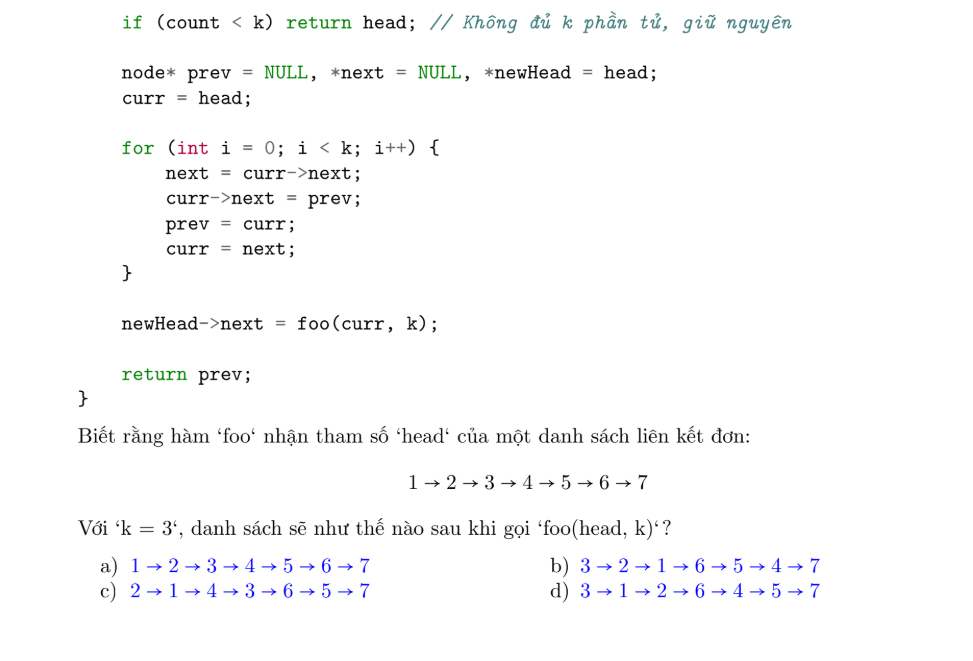 if (count < k) return head; // Không đủ k phần tử, giữ nguyên
node* prev = NULL, *next = NULL, *newHead = head;
curr = head;
for (int i = 0; i < k; i++) {
next = curr->next;
curr->next = prev;
prev = curr;
curr = next;
}
newHead->next = foo(curr, k);
return prev;
}
Biết rằng hàm ‘foo‘ nhận tham số ‘head‘ của một danh sách liên kết đơn:
1 → 2 → 3 → 4 → 5 → 6 → 7
Với ‘k = 3‘, danh sách sẽ như thế nào sau khi gọi ‘foo(head, k)‘?
a) 1 → 2 → 3 → 4 → 5 → 6 → 7 b) 3 → 2 → 1 → 6 → 5 → 4 → 7
c) 2 → 1 → 4 → 3 → 6 → 5 → 7 d) 3 → 1 → 2 → 6 → 4 → 5 → 7